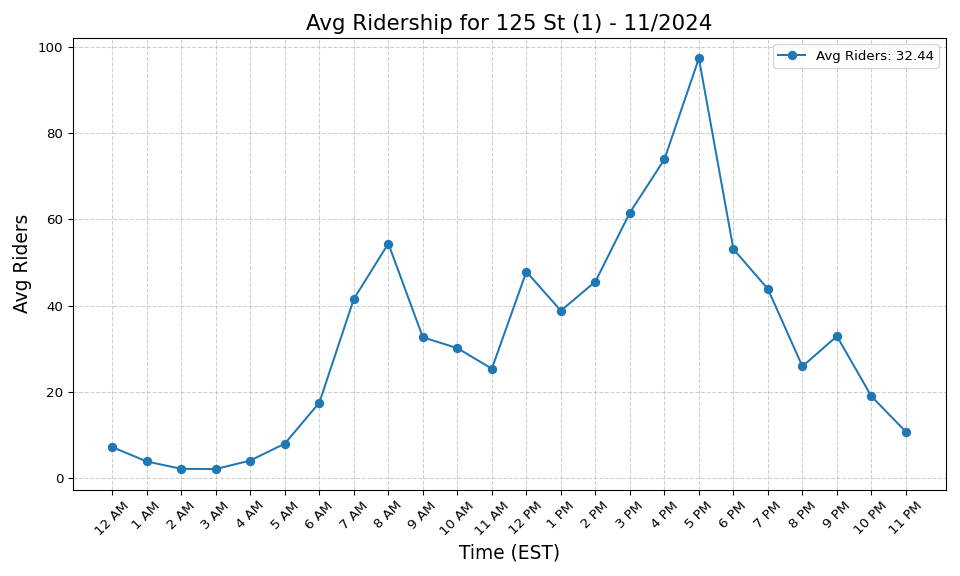 Avg Ridership for 125 St (1) - 11/2024
Avg Riders: 32.44
Avg Riders
100
80
60
40
20
0
12 AM 1 AM 2 AM 3 AM 4 AM 5 AM 6 AM 7 AM 8 AM 9 AM 10 AM 11 AM 12 PM 1 PM 2 PM 3 PM 4 PM 5 PM 6 PM 7 PM 8 PM 9 PM 10 PM 11 PM
Time (EST)